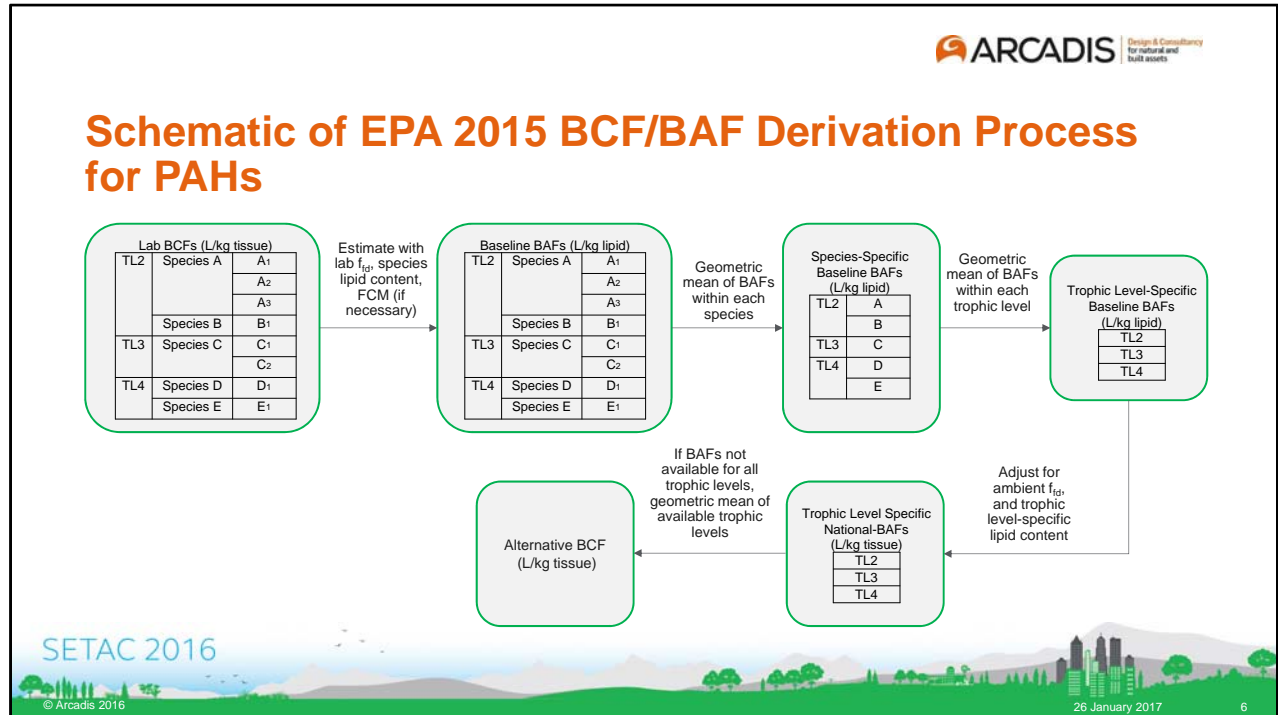 ARCADIS
Design & Consultancy
for natural and
built assets
Schematic of EPA 2015 BCF/BAF Derivation Process
for PAHs
Lab BCFs (L/kg tissue)
TL2 Species A A1
A2
A3
Species B B1
TL3 Species C C1
C2
TL4 Species D D1
Species E E1
Estimate with
lab ffd, species
lipid content,
FCM (if
necessary)
Baseline BAFs (L/kg lipid)
TL2 Species A A1
A2
A3
Species B B1
TL3 Species C C1
C2
TL4 Species D D1
Species E E1
Geometric
mean of BAFs
within each
species
Species-Specific
Baseline BAFs
(L/kg lipid)
TL2 A
B
TL3 C
TL4 D
E
Geometric
mean of BAFs
within each
trophic level
Trophic Level-Specific
Baseline BAFs
(L/kg lipid)
TL2
TL3
TL4
Adjust for
ambient ffd,
and trophic
level-specific
lipid content
Trophic Level Specific
National-BAFs
(L/kg tissue)
TL2
TL3
TL4
If BAFs not
available for all
trophic levels,
geometric mean of
available trophic
levels
Alternative BCF
(L/kg tissue)
SETAC 2016
© Arcadis 2016
26 January 2017
6